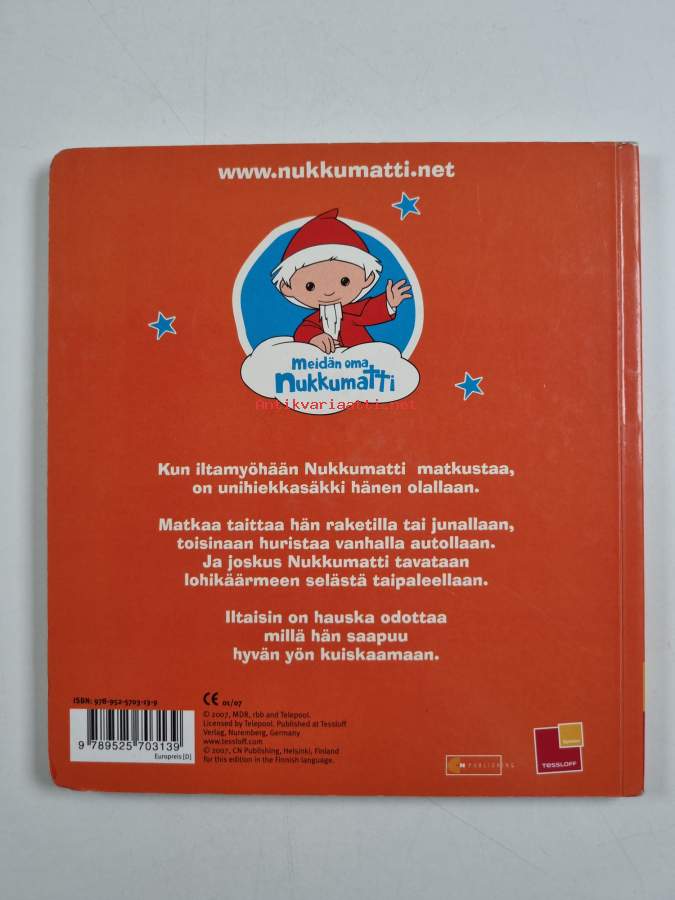 www.nukkumatti.net
Meidän oma
nukkumatti
Antikvariaatti.net
Kun iltamyöhään Nukkumatti matkustaa,
on unihiekkasäkki hänen olallaan.
Matkaa taittaa hän raketilla tai junallaan,
toisinaan huristaa vanhalla autollaan.
Ja joskus Nukkumatti tavataan
lohikäärmeen selästä taipaleellaan.
Iltaisin on hauska odottaa
millä hän saapuu
hyvän yön kuiskaamaan.
ISBN: 978-952-5703-13-9
9 789525 703139
Europreis [D]
CE 01/07
© 2007, MDR, rbb and Telepool.
Licensed by Telepool. Published at Tessloff
Verlag, Nuremberg, Germany
www.tessloff.com
© 2007, CN Publishing, Helsinki, Finland
for this edition in the Finnish language.
CN PUBLISHING
TESSLOFF